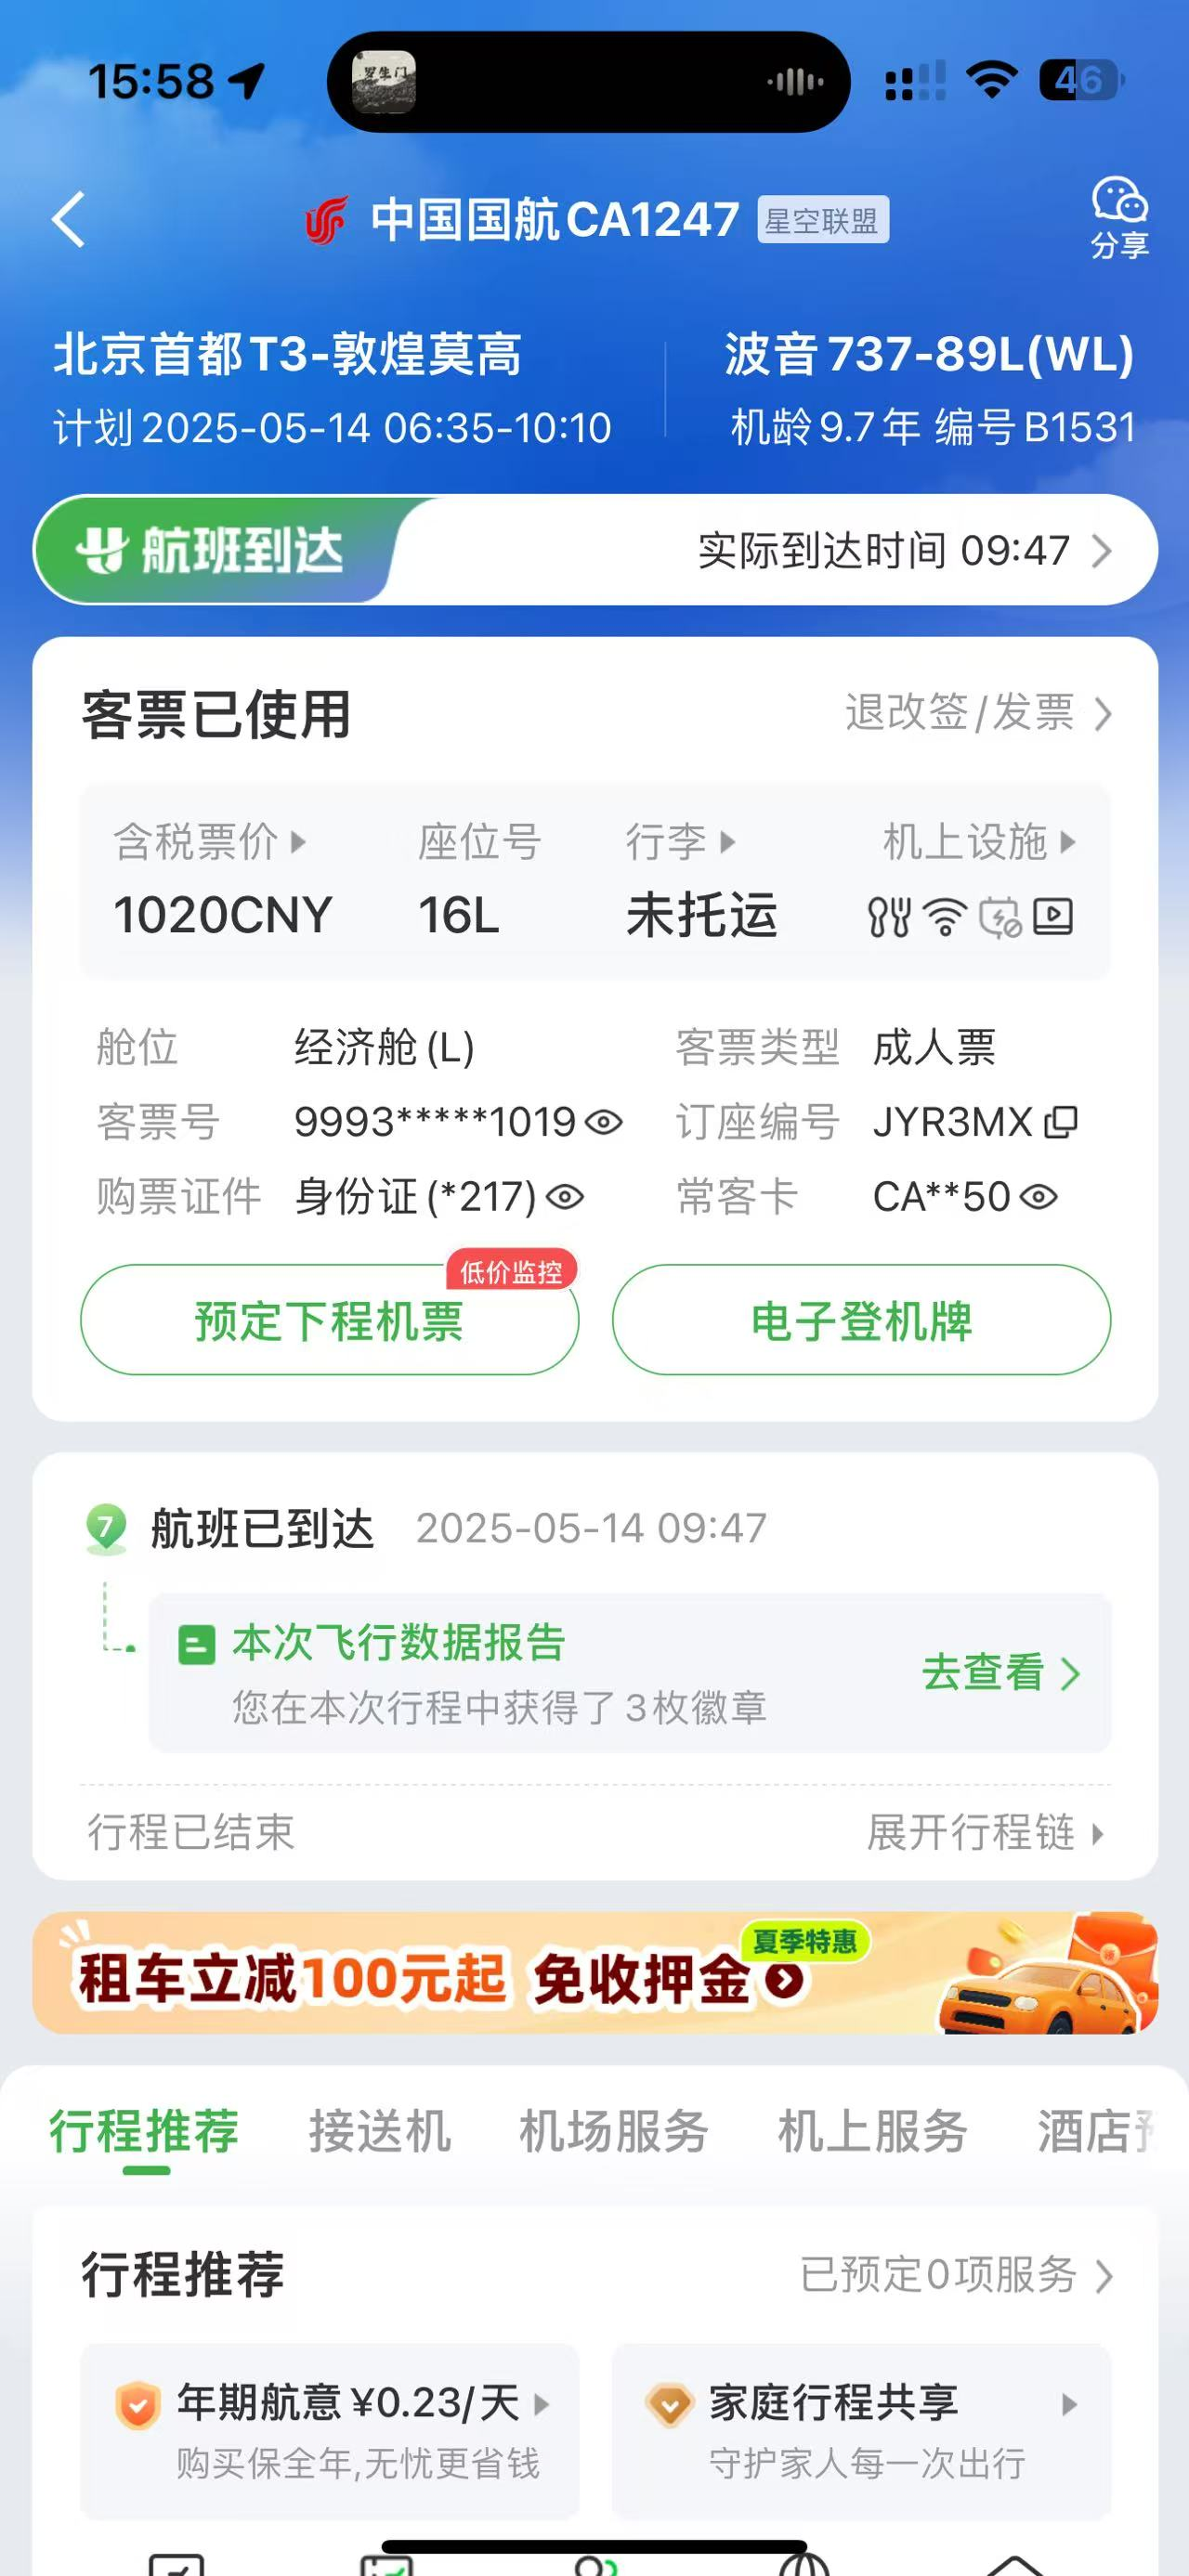 15:58
罗生门
46
中国国航CA1247 星空联盟
分享
北京首都T3-敦煌莫高
波音737-89L(WL)
计划2025-05-14 06:35-10:10
机龄9.7年 编号B1531
航班到达
实际到达时间 09:47
客票已使用
退改签/发票
含税票价 座位号 行李 机上设施
1020CNY 16L 未托运
舱位 经济舱(L) 客票类型 成人票
客票号 9993*****1019 订座编号 JYR3MX
购票证件 身份证(*217) 常客卡 CA**50
低价监控
预定下程机票 电子登机牌
7 航班已到达 2025-05-14 09:47
本次飞行数据报告
您在本次行程中获得了3枚徽章
去查看
行程已结束 展开行程链
夏季特惠
租车立减100元起 免收押金
行程推荐 接送机 机场服务 机上服务 酒店预
行程推荐 已预定0项服务
年期航意¥0.23/天 家庭行程共享
购买保全年,无忧更省钱 守护家人每一次出行